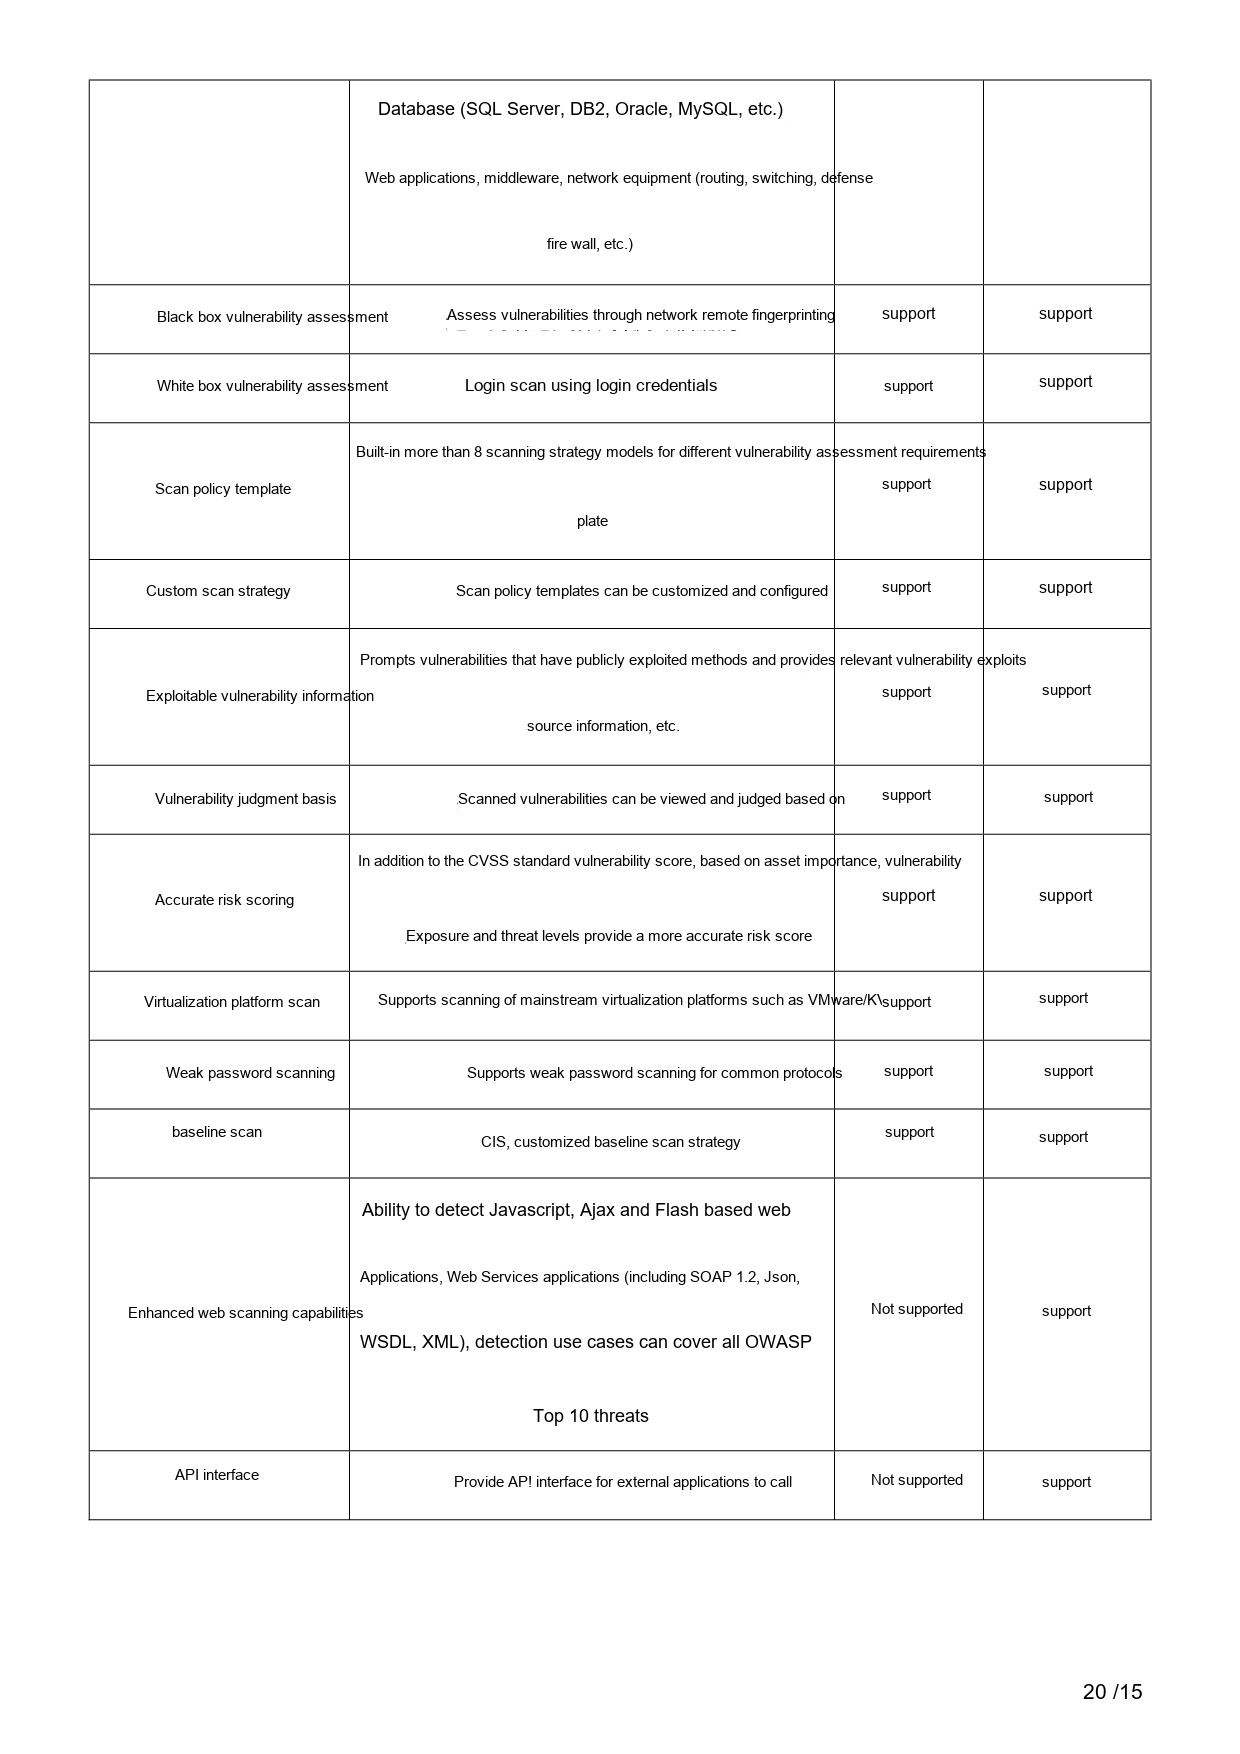 Database (SQL Server, DB2, Oracle, MySQL, etc.)
Web applications, middleware, network equipment (routing, switching, defense
fire wall, etc.)
Black box vulnerability assessment
Assess vulnerabilities through network remote fingerprinting
support
support
White box vulnerability assessment
Login scan using login credentials
support
support
Scan policy template
Built-in more than 8 scanning strategy models for different vulnerability assessment requirements
plate
support
support
Custom scan strategy
Scan policy templates can be customized and configured
support
support
Exploitable vulnerability information
Prompts vulnerabilities that have publicly exploited methods and provides relevant vulnerability exploits
source information, etc.
support
support
Vulnerability judgment basis
Scanned vulnerabilities can be viewed and judged based on
support
support
Accurate risk scoring
In addition to the CVSS standard vulnerability score, based on asset importance, vulnerability
Exposure and threat levels provide a more accurate risk score
support
support
Virtualization platform scan
Supports scanning of mainstream virtualization platforms such as VMware/K\
support
support
Weak password scanning
Supports weak password scanning for common protocols
support
support
baseline scan
CIS, customized baseline scan strategy
support
support
Enhanced web scanning capabilities
Ability to detect Javascript, Ajax and Flash based web
Applications, Web Services applications (including SOAP 1.2, Json,
WSDL, XML), detection use cases can cover all OWASP
Top 10 threats
Not supported
support
API interface
Provide AP! interface for external applications to call
Not supported
support
20 /15